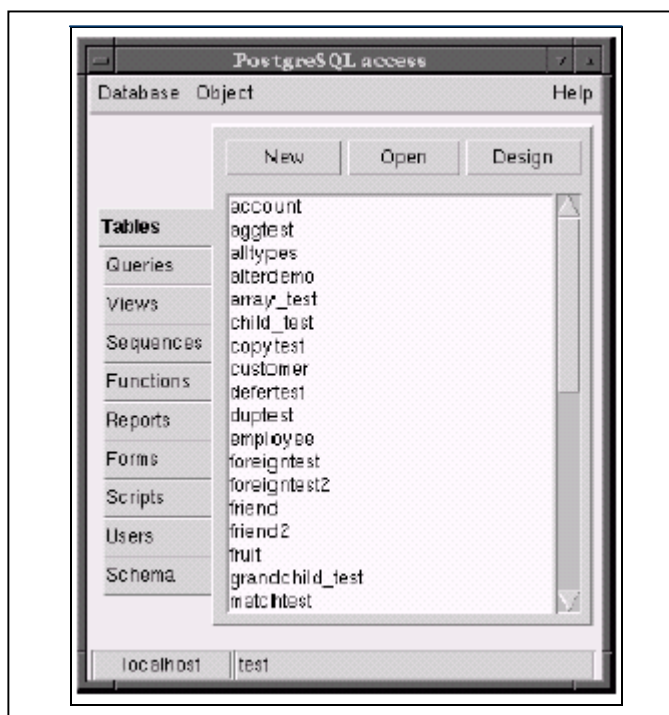 PostgreSQL access
Database Object Help
New Open Design
Tables
Queries
Views
Sequences
Functions
Reports
Forms
Scripts
Users
Schema
account
aggtest
alltypes
alterdemo
array_test
child_test
copytest
customer
defertest
duptest
employee
foreigntest
foreigntest2
friend
friend2
fruit
grandchild_test
matchtest
localhost test